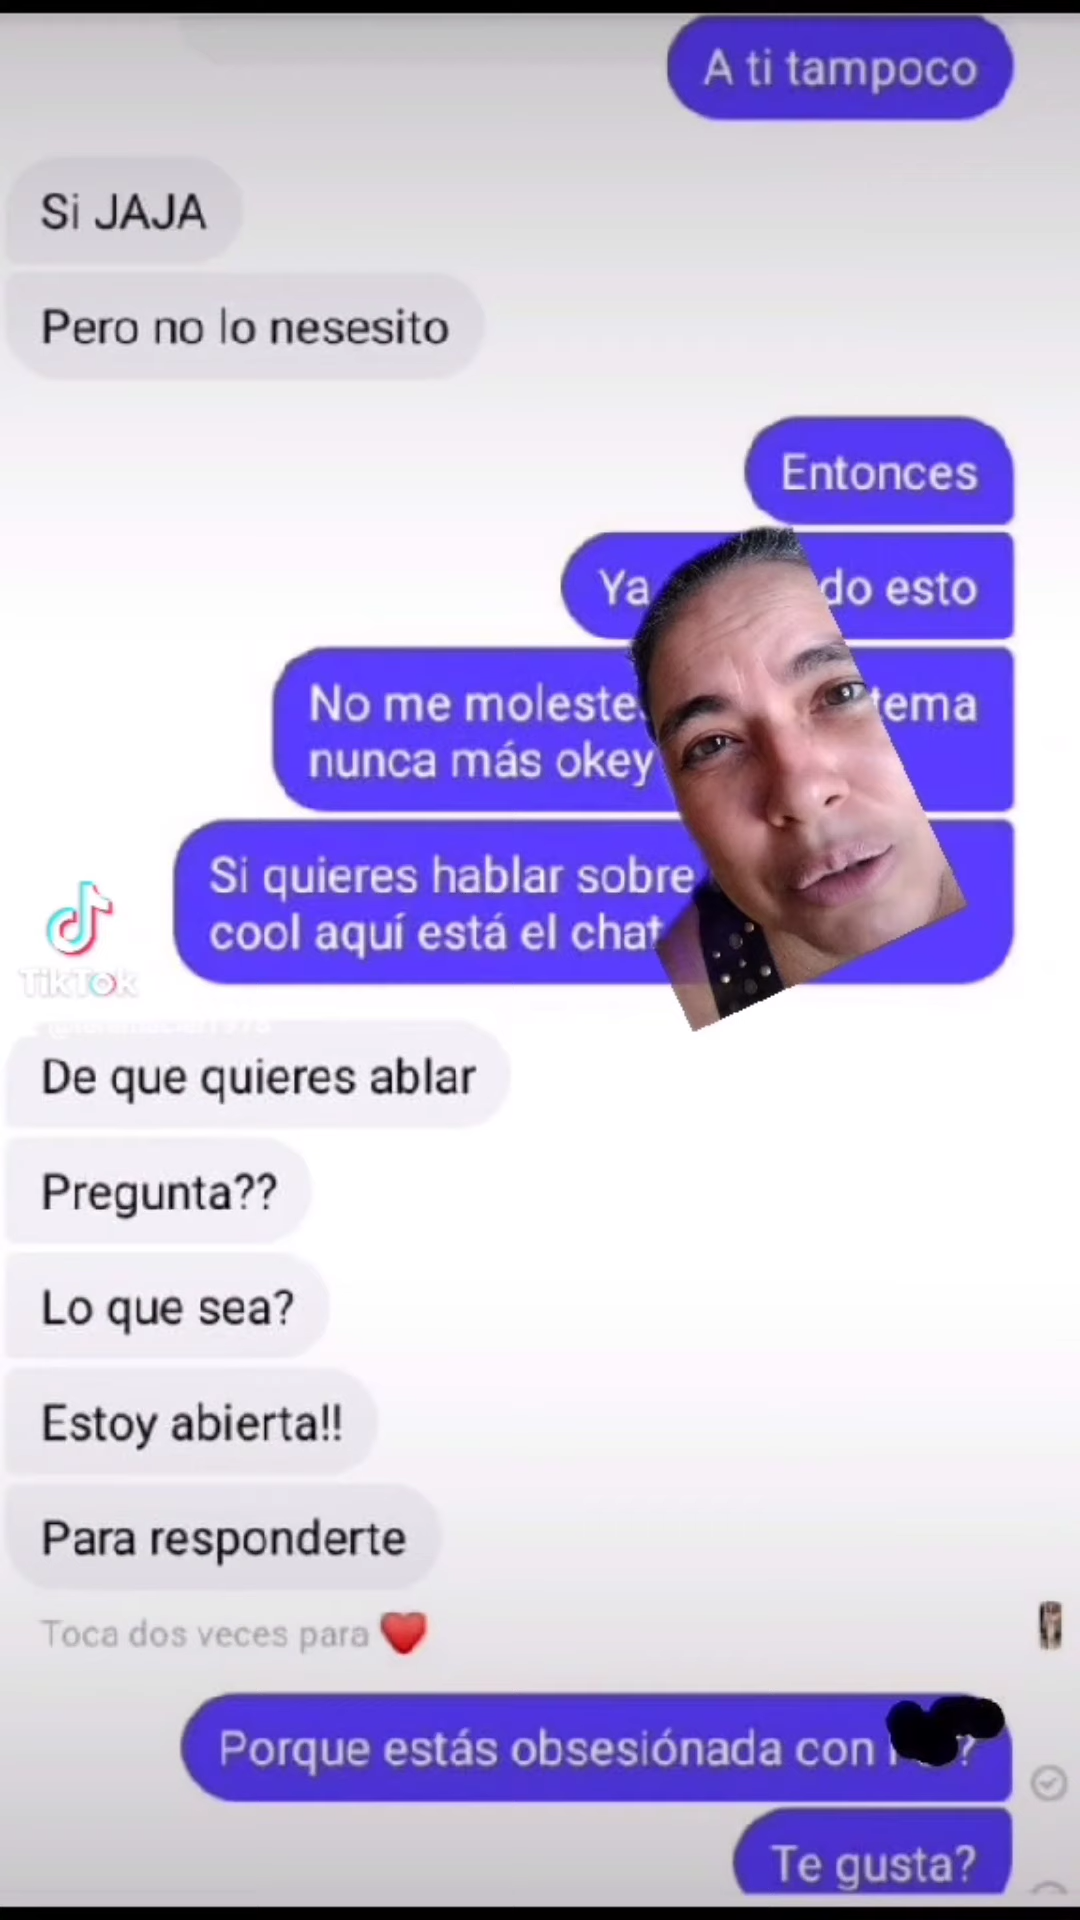 A ti tampoco
Si JAJA
Pero no lo nesesito
Entonces
Ya
do esto
No me moleste
tema
nunca más okey
Si quieres hablar sobre
cool aquí está el chat
TikTok
De que quieres ablar
Pregunta??
Lo que sea?
Estoy abierta!!
Para responderte
Toca dos veces para ❤️
Porque estás obsesiónada con ?
Te gusta?